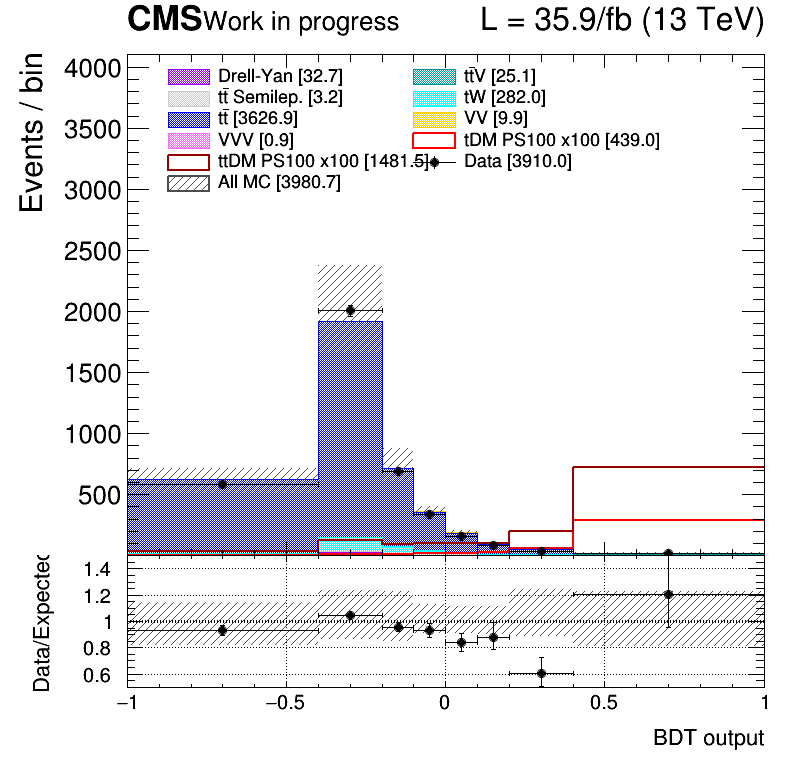 CMS Work in progress L = 35.9/fb (13 TeV)
Events / bin
4000
3500
3000
2500
2000
1500
1000
500
Drell-Yan [32.7] tt̄V [25.1]
tt̄ Semilep. [3.2] tW [282.0]
tt̄ [3626.9] VV [9.9]
VVV [0.9] tDM PS100 x100 [439.0]
ttDM PS100 x100 [1481.5] Data [3910.0]
All MC [3980.7]
Data/Expected
1.4
1.2
1
0.8
0.6
−1 −0.5 0 0.5 1
BDT output